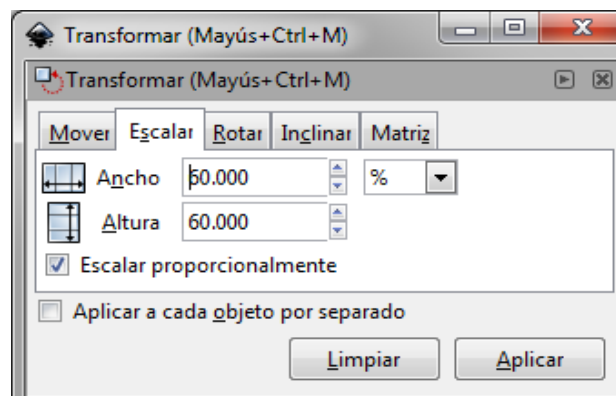 Transformar (Mayús+Ctrl+M)
Transformar (Mayús+Ctrl+M)
Mover Escalar Rotar Inclinar Matriz
Ancho 60.000 %
Altura 60.000
Escalar proporcionalmente
Aplicar a cada objeto por separado
Limpiar Aplicar